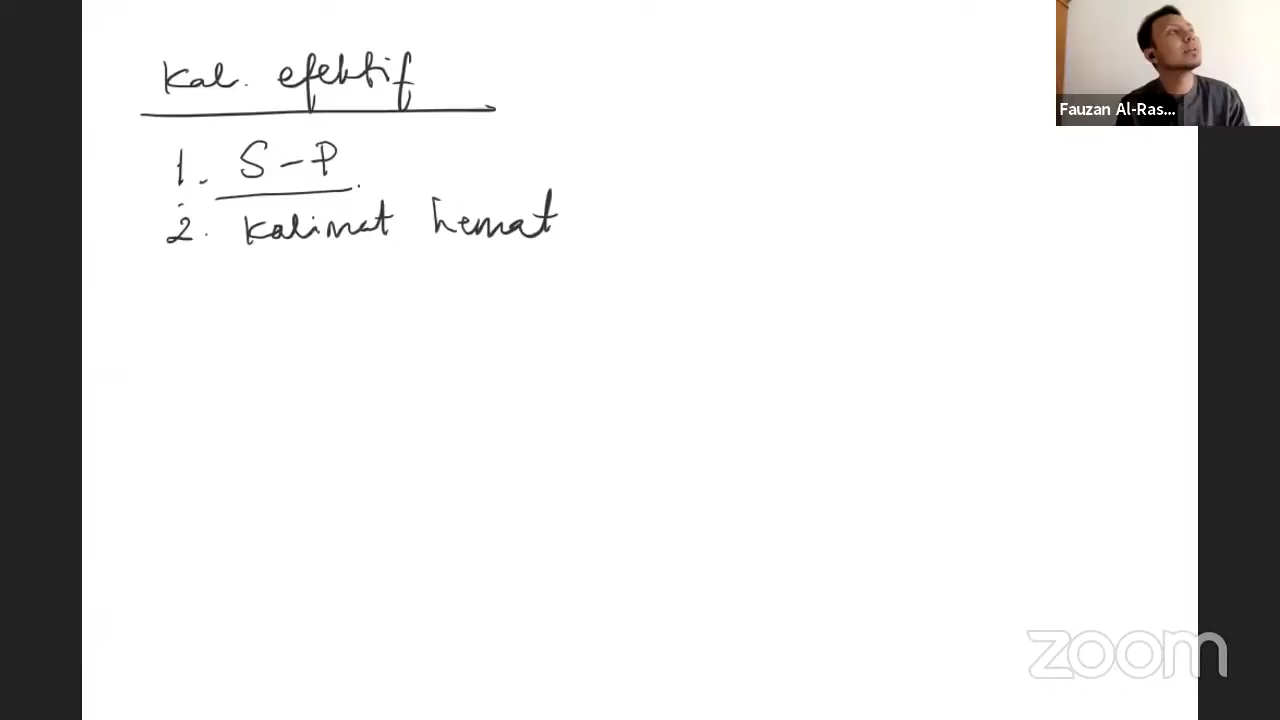 Kal. efektif
Fauzan Al-Ras...
1. S-P
2. Kalimat hemat
zoom